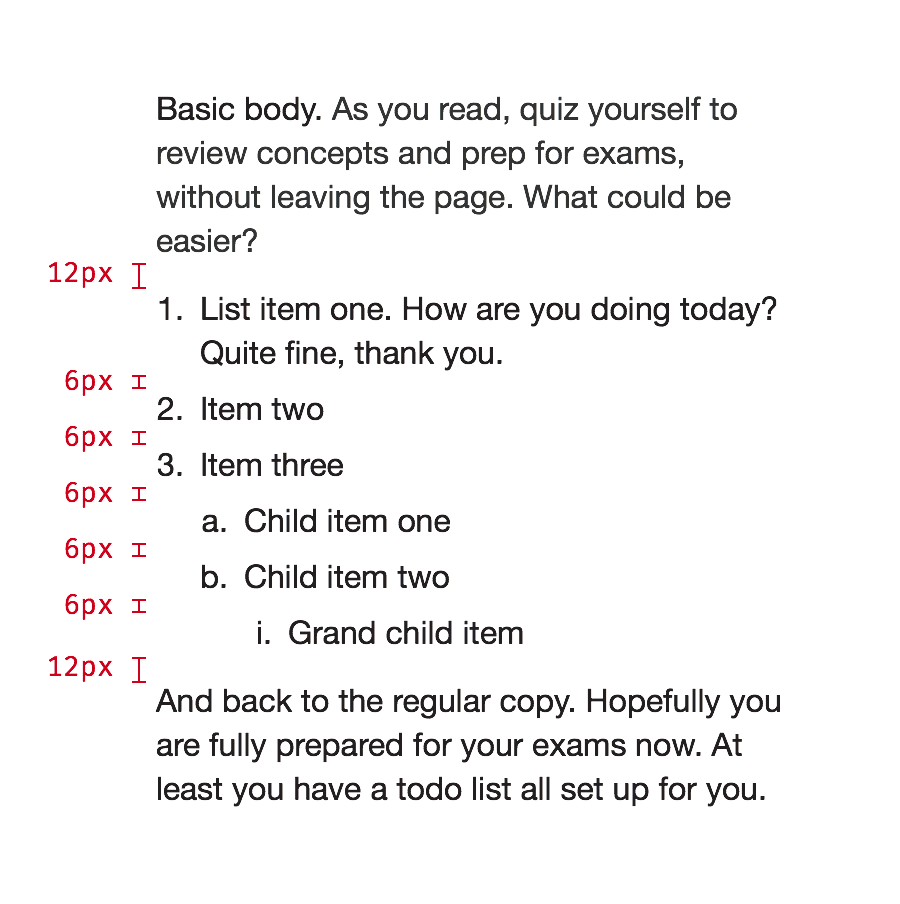 Basic body. As you read, quiz yourself to
review concepts and prep for exams,
without leaving the page. What could be
easier?
12px
1. List item one. How are you doing today?
Quite fine, thank you.
6px
2. Item two
6px
3. Item three
6px
a. Child item one
6px
b. Child item two
6px
i. Grand child item
12px
And back to the regular copy. Hopefully you
are fully prepared for your exams now. At
least you have a todo list all set up for you.